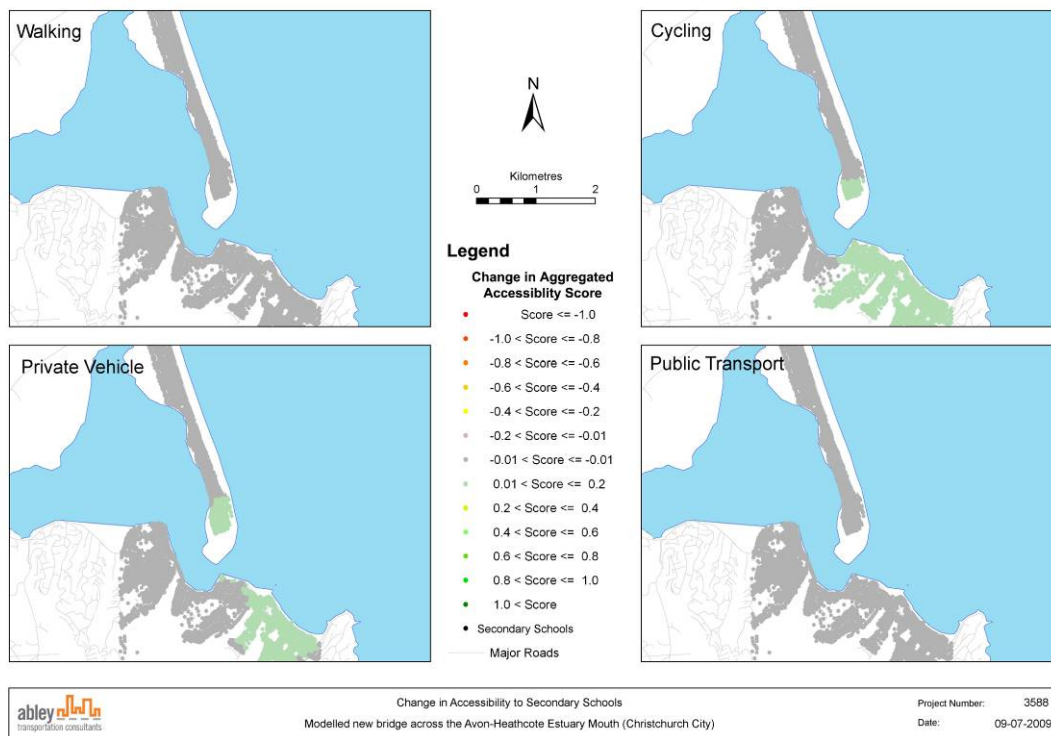 Walking
Cycling
N
Kilometres
0 1 2
Legend
Change in Aggregated
Accessiblity Score
Score <= -1.0
-1.0 < Score <= -0.8
-0.8 < Score <= -0.6
-0.6 < Score <= -0.4
-0.4 < Score <= -0.2
-0.2 < Score <= -0.01
-0.01 < Score <= -0.01
0.01 < Score <= 0.2
0.2 < Score <= 0.4
0.4 < Score <= 0.6
0.6 < Score <= 0.8
0.8 < Score <= 1.0
1.0 < Score
Secondary Schools
Major Roads
Private Vehicle
Public Transport
abley
transportation consultants
Change in Accessibility to Secondary Schools
Modelled new bridge across the Avon-Heathcote Estuary Mouth (Christchurch City)
Project Number: 3588
Date: 09-07-2009